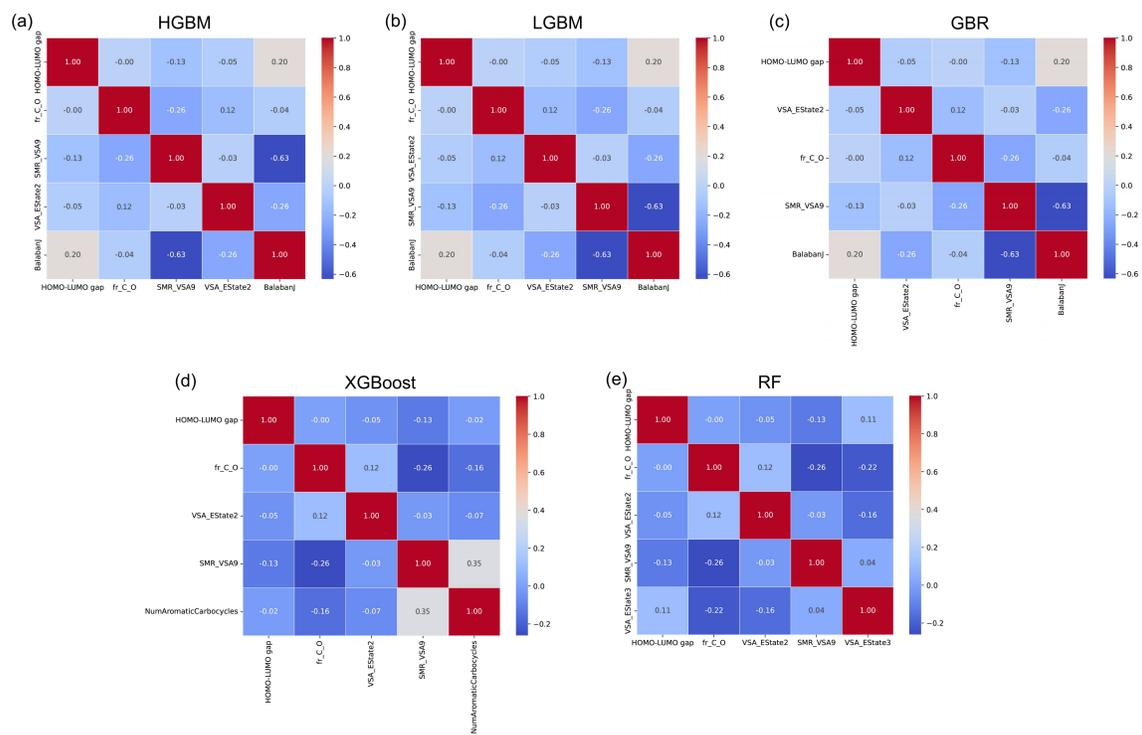 (a)
HGBM
HOMO-LUMO gap
1.00 -0.00 -0.13 -0.05 0.20
fr_C_O
-0.00 1.00 -0.26 0.12 -0.04
SMR_VSA9
-0.13 -0.26 1.00 -0.03 -0.63
VSA_EState2
-0.05 0.12 -0.03 1.00 -0.26
BalabanJ
0.20 -0.04 -0.63 -0.26 1.00
HOMO-LUMO gap fr_C_O SMR_VSA9 VSA_EState2 BalabanJ
1.0
0.8
0.6
0.4
0.2
0.0
−0.2
−0.4
−0.6
(b)
LGBM
HOMO-LUMO gap
1.00 -0.00 -0.05 -0.13 0.20
fr_C_O
-0.00 1.00 0.12 -0.26 -0.04
VSA_EState2
-0.05 0.12 1.00 -0.03 -0.26
SMR_VSA9
-0.13 -0.26 -0.03 1.00 -0.63
BalabanJ
0.20 -0.04 -0.26 -0.63 1.00
HOMO-LUMO gap fr_C_O VSA_EState2 SMR_VSA9 BalabanJ
1.0
0.8
0.6
0.4
0.2
0.0
−0.2
−0.4
−0.6
(c)
GBR
HOMO-LUMO gap 1.00 -0.05 -0.00 -0.13 0.20
VSA_EState2 -0.05 1.00 0.12 -0.03 -0.26
fr_C_O -0.00 0.12 1.00 -0.26 -0.04
SMR_VSA9 -0.13 -0.03 -0.26 1.00 -0.63
BalabanJ 0.20 -0.26 -0.04 -0.63 1.00
HOMO-LUMO gap
VSA_EState2
fr_C_O
SMR_VSA9
BalabanJ
1.0
0.8
0.6
0.4
0.2
0.0
−0.2
−0.4
−0.6
(d)
XGBoost
HOMO-LUMO gap 1.00 -0.00 -0.05 -0.13 -0.02
fr_C_O -0.00 1.00 0.12 -0.26 -0.16
VSA_EState2 -0.05 0.12 1.00 -0.03 -0.07
SMR_VSA9 -0.13 -0.26 -0.03 1.00 0.35
NumAromaticCarbocycles -0.02 -0.16 -0.07 0.35 1.00
HOMO-LUMO gap
fr_C_O
VSA_EState2
SMR_VSA9
NumAromaticCarbocycles
1.0
0.8
0.6
0.4
0.2
0.0
−0.2
(e)
RF
HOMO-LUMO gap
1.00 -0.00 -0.05 -0.13 0.11
fr_C_O
-0.00 1.00 0.12 -0.26 -0.22
VSA_EState2
-0.05 0.12 1.00 -0.03 -0.16
SMR_VSA9
-0.13 -0.26 -0.03 1.00 0.04
VSA_EState3
0.11 -0.22 -0.16 0.04 1.00
HOMO-LUMO gap fr_C_O VSA_EState2 SMR_VSA9 VSA_EState3
1.0
0.8
0.6
0.4
0.2
0.0
−0.2